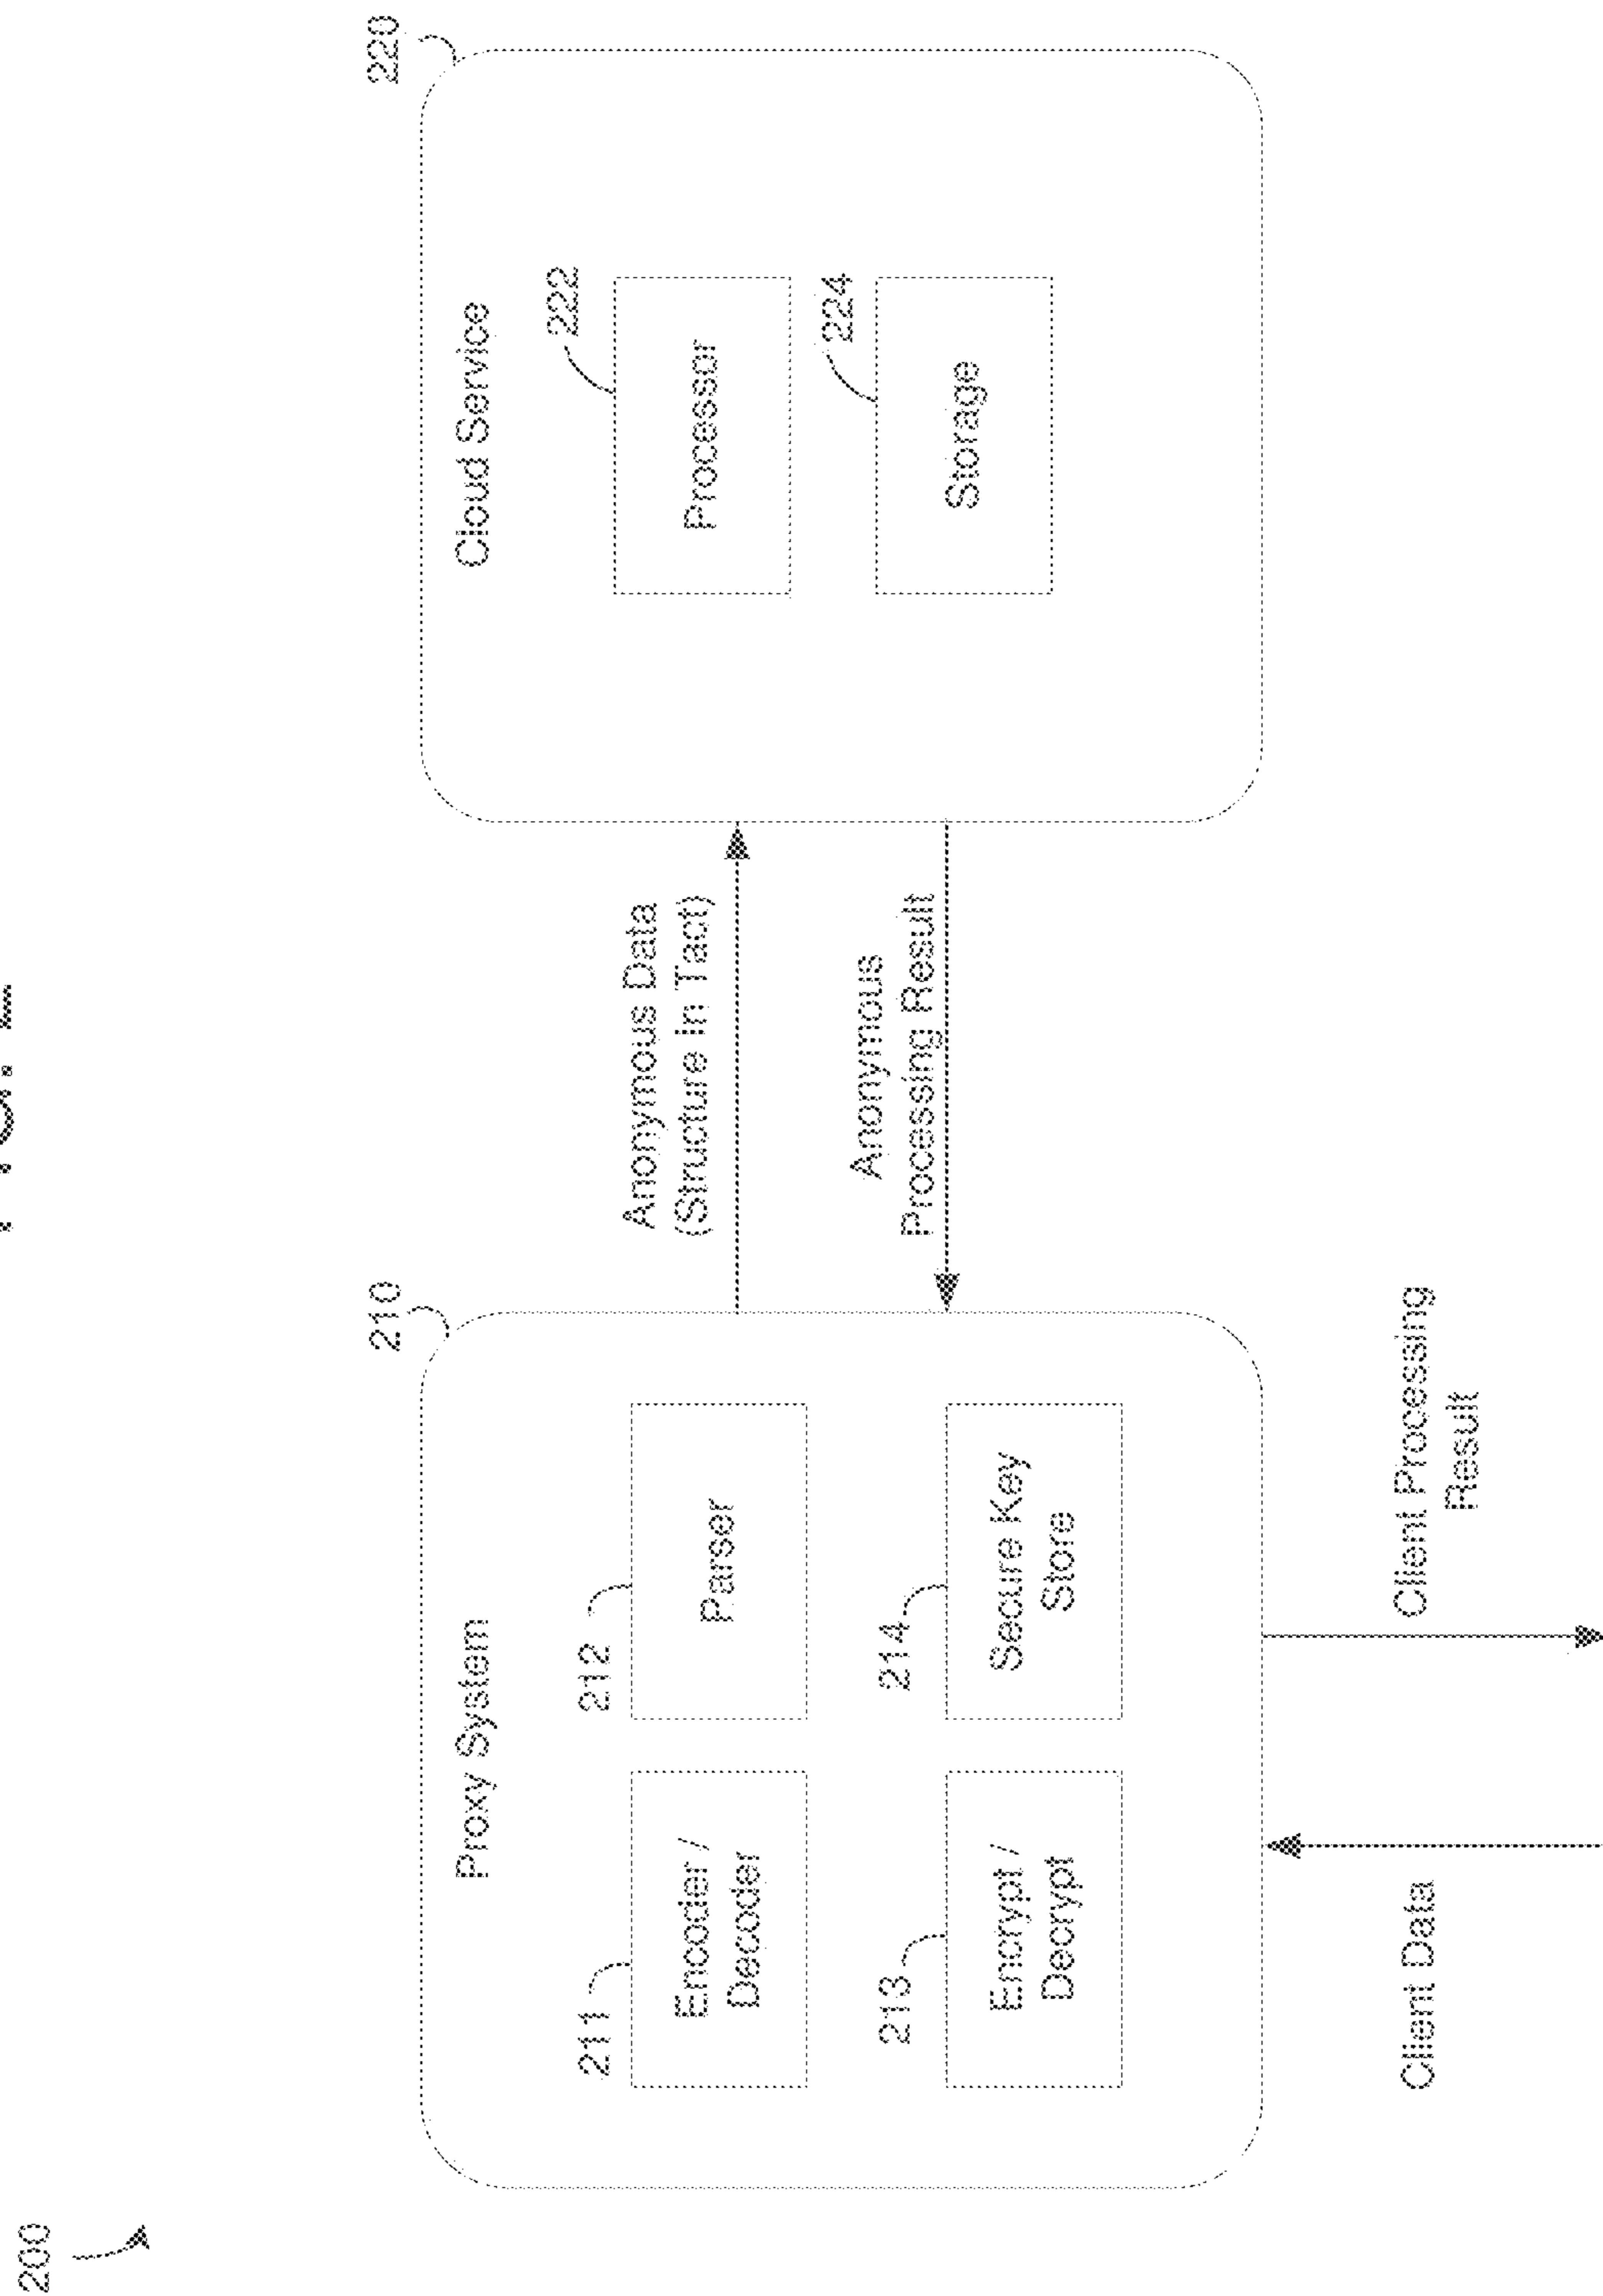 200
Proxy System
210
211
Encoder /
Decoder
212
Parser
213
Encrypt /
Decrypt
214
Secure Key
Store
Anonymous Data
(Structure In Tact)
Anonymous
Processing Result
Cloud Service
220
222
Processor
224
Storage
Client Data
Client Processing
Result